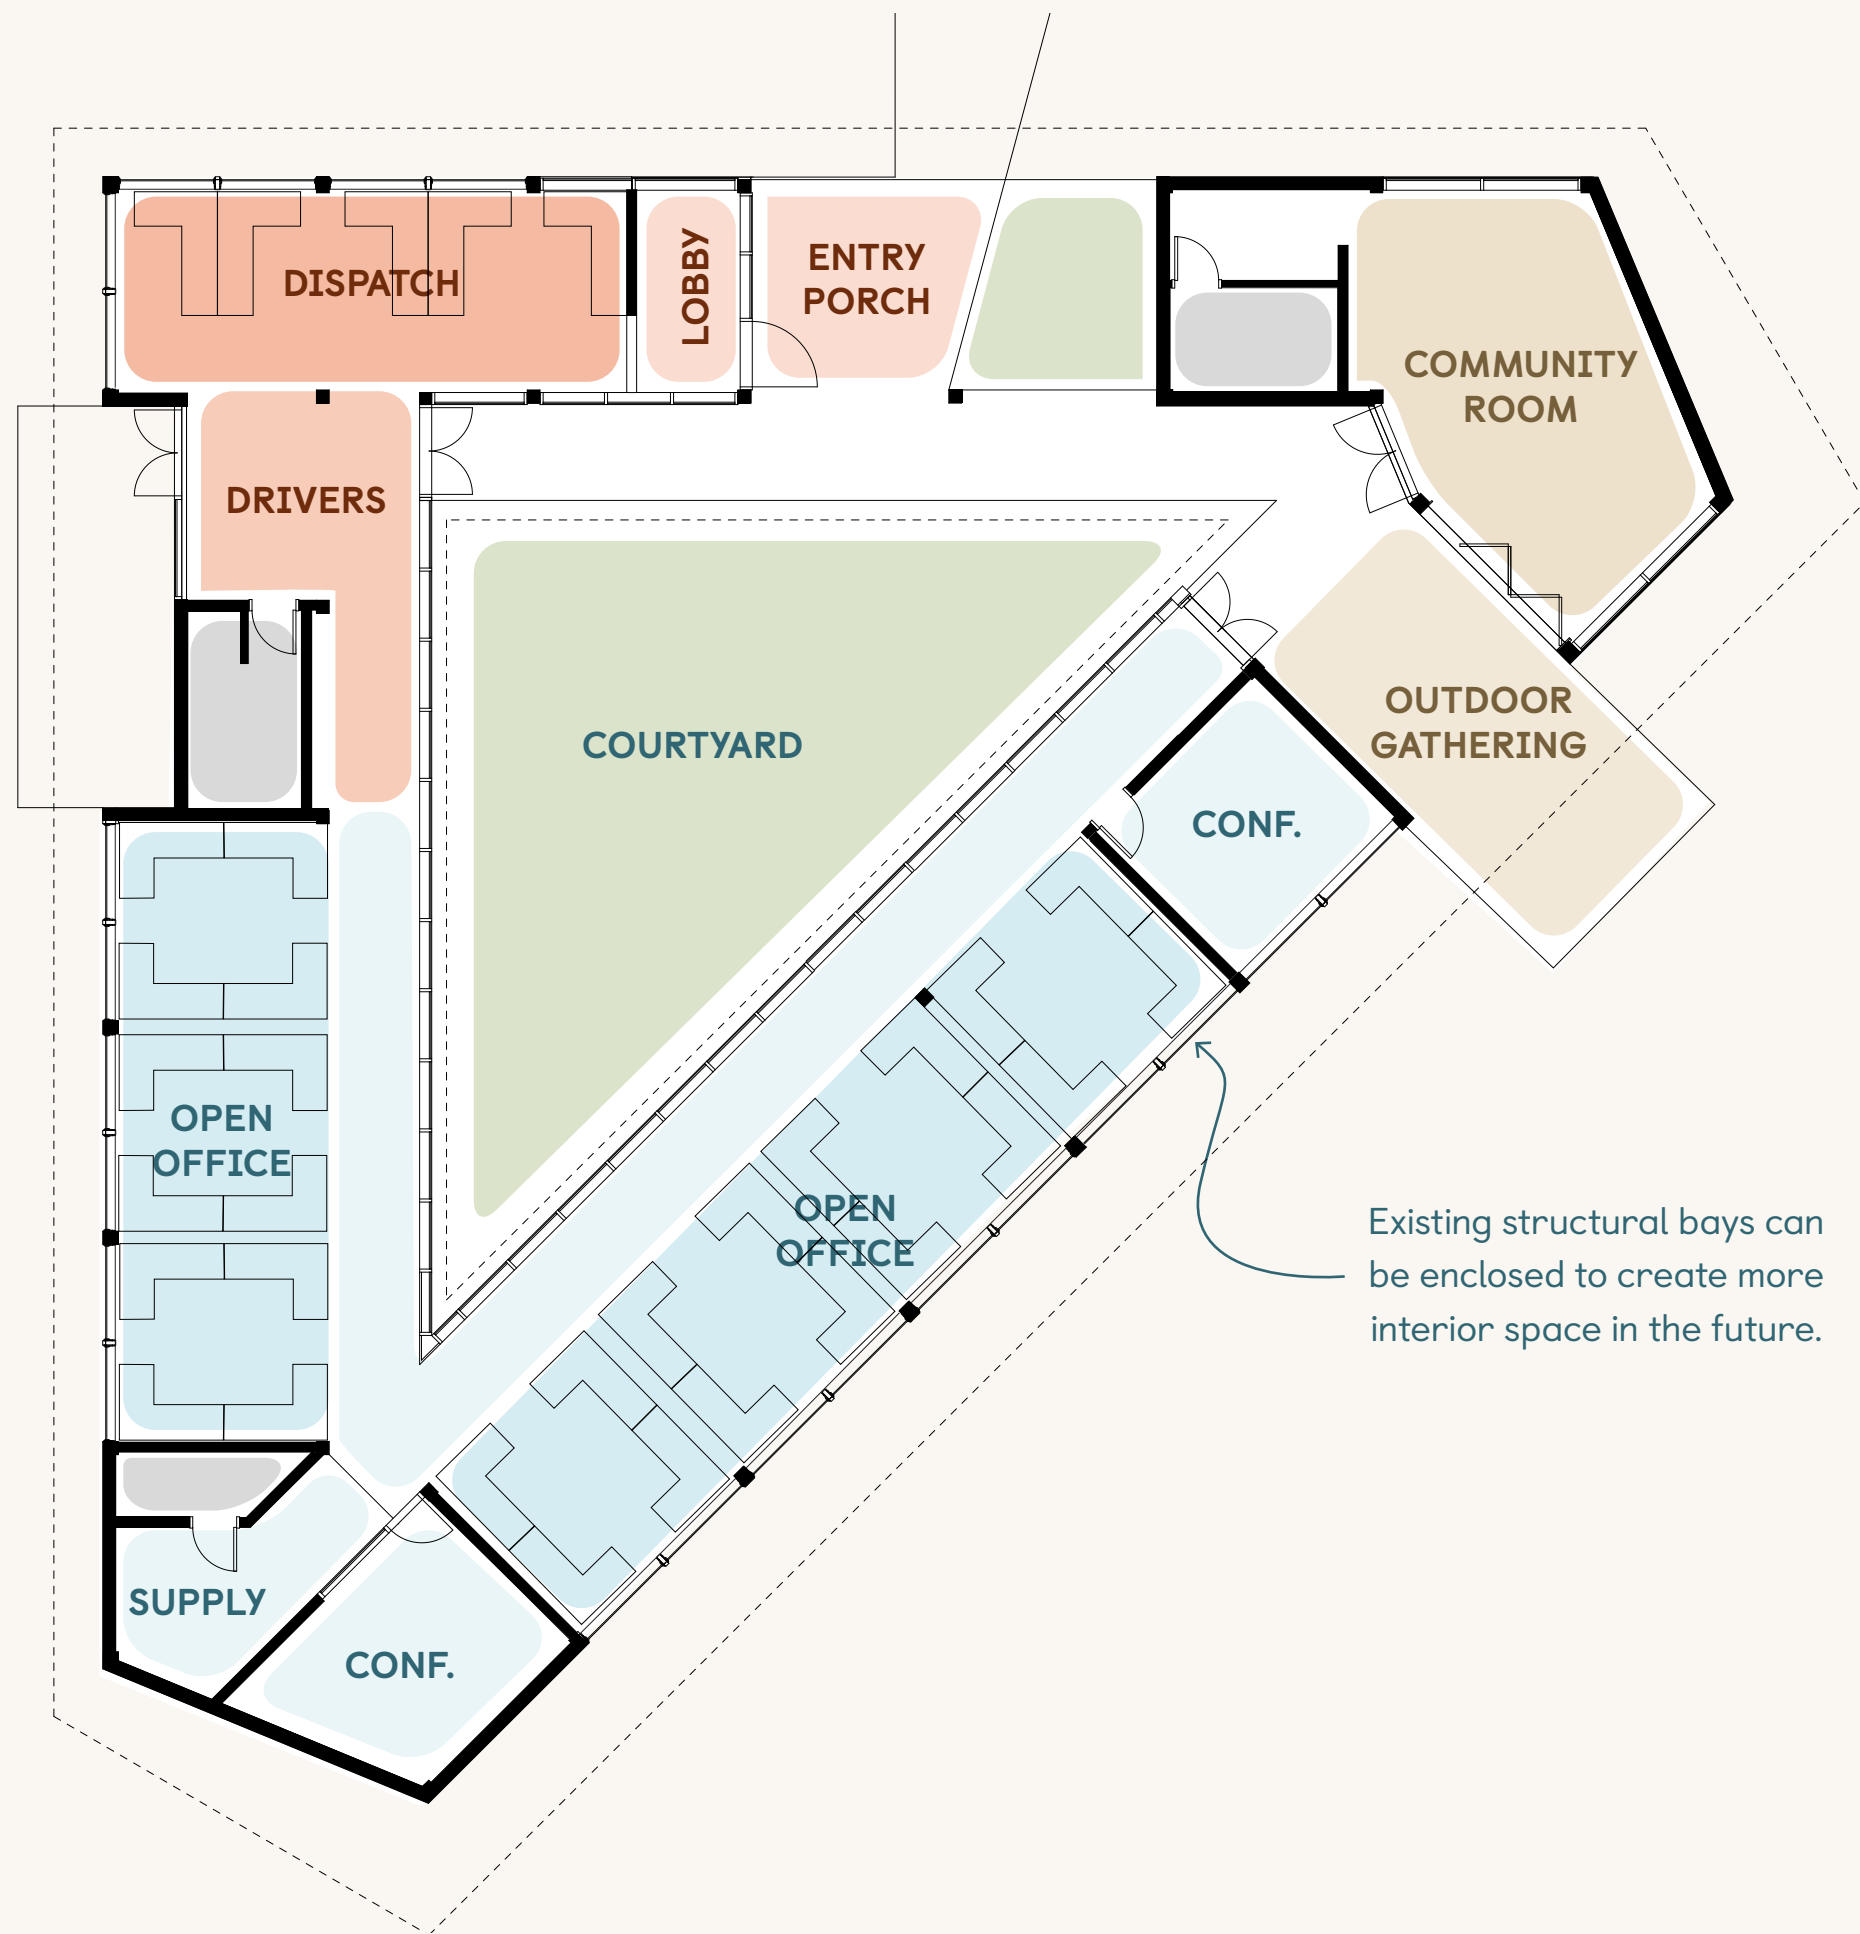 DISPATCH
LOBBY
ENTRY
PORCH
COMMUNITY
ROOM
DRIVERS
COURTYARD
OUTDOOR
GATHERING
CONF.
OPEN
OFFICE
OPEN
OFFICE
Existing structural bays can
be enclosed to create more
interior space in the future.
SUPPLY
CONF.